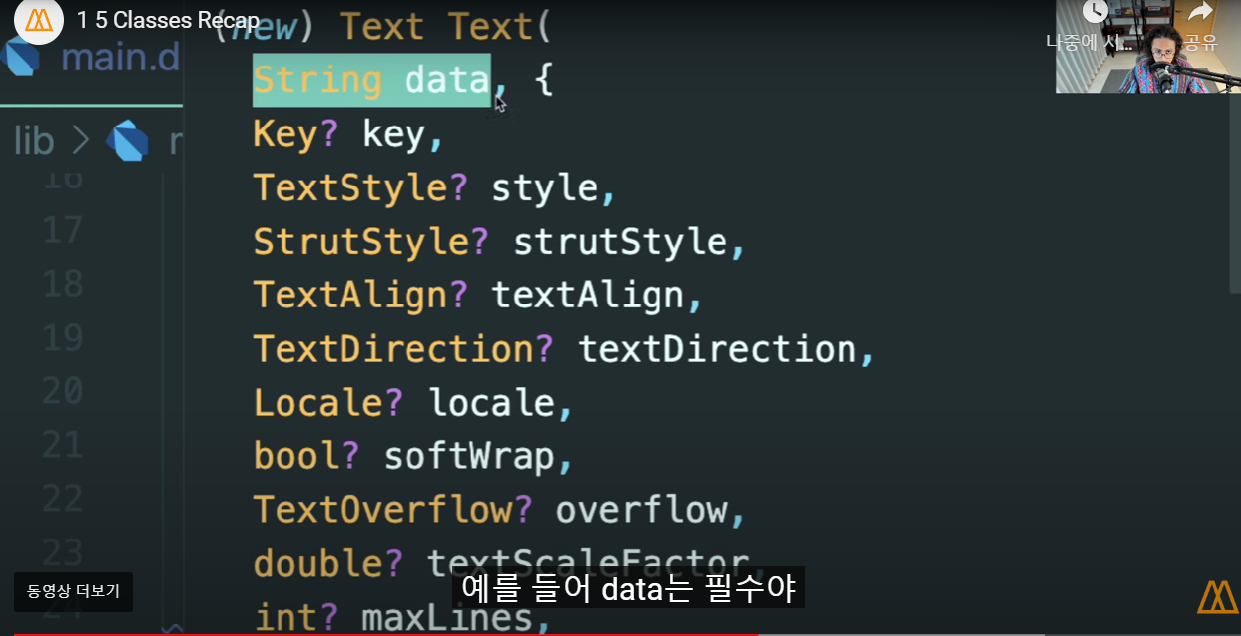 1 5 Classes Recap
나중에 시...
공유
main.d
(new) Text Text(
String data, {
Key? key,
TextStyle? style,
StrutStyle? strutStyle,
TextAlign? textAlign,
TextDirection? textDirection,
Locale? locale,
bool? softWrap,
TextOverflow? overflow,
double? textScaleFactor,
int? maxLines,
lib >
16
17
18
19
20
21
22
23
24
동영상 더보기
예를 들어 data는 필수야